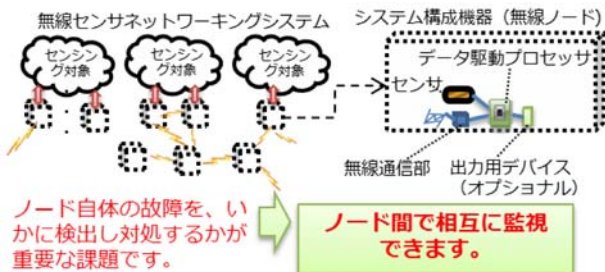 無線センサネットワーキングシステム
システム構成機器（無線ノード）
センシン
グ対象
センシン
グ対象
センシン
グ対象
データ駆動プロセッサ
センサ
無線通信部
出力用デバイス
（オプショナル）
ノード自体の故障を、い
かに検出し対処するかが
重要な課題です。
ノード間で相互に監視
できます。